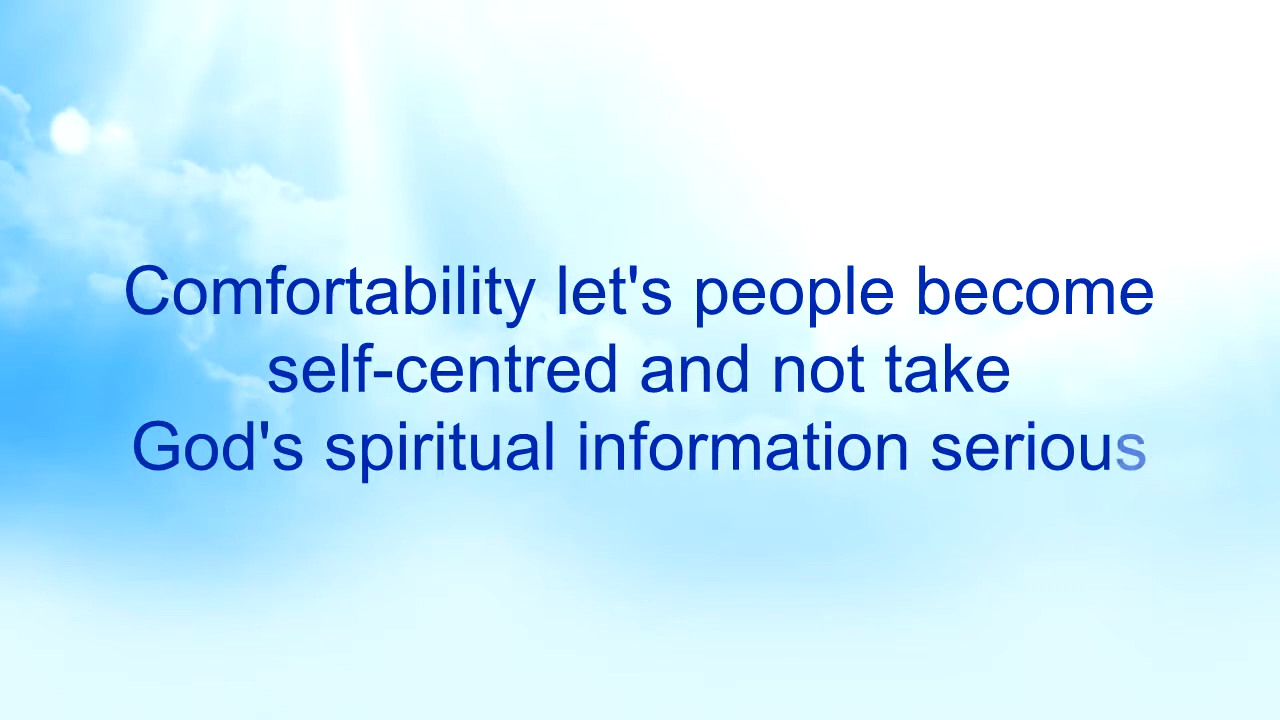 Comfortability let's people become
self-centred and not take
God's spiritual information serious